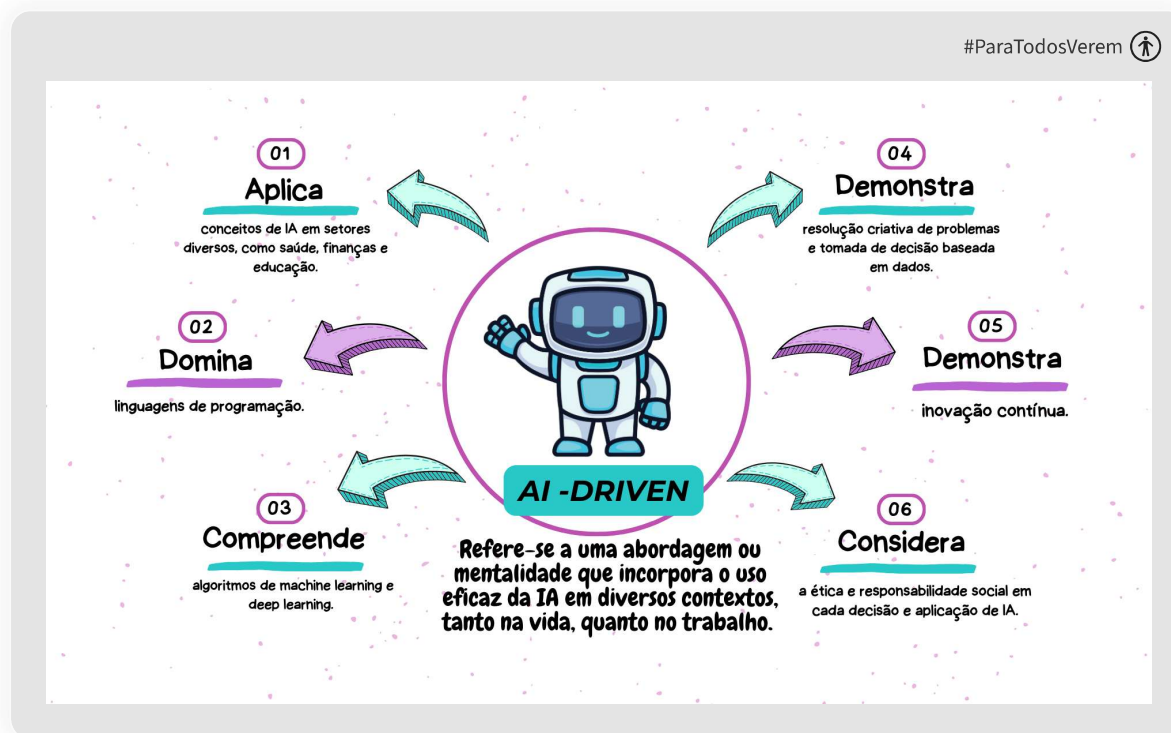 #ParaTodosVerem
01
Aplica
conceitos de IA em setores
diversos, como saúde, finanças e
educação.
02
Domina
linguagens de programação.
03
Compreende
algoritmos de machine learning e
deep learning.
04
Demonstra
resolução criativa de problemas
e tomada de decisão baseada
em dados.
05
Demonstra
inovação contínua.
06
Considera
a ética e responsabilidade social em
cada decisão e aplicação de IA.
AI -DRIVEN
Refere-se a uma abordagem ou
mentalidade que incorpora o uso
eficaz da IA em diversos contextos,
tanto na vida, quanto no trabalho.